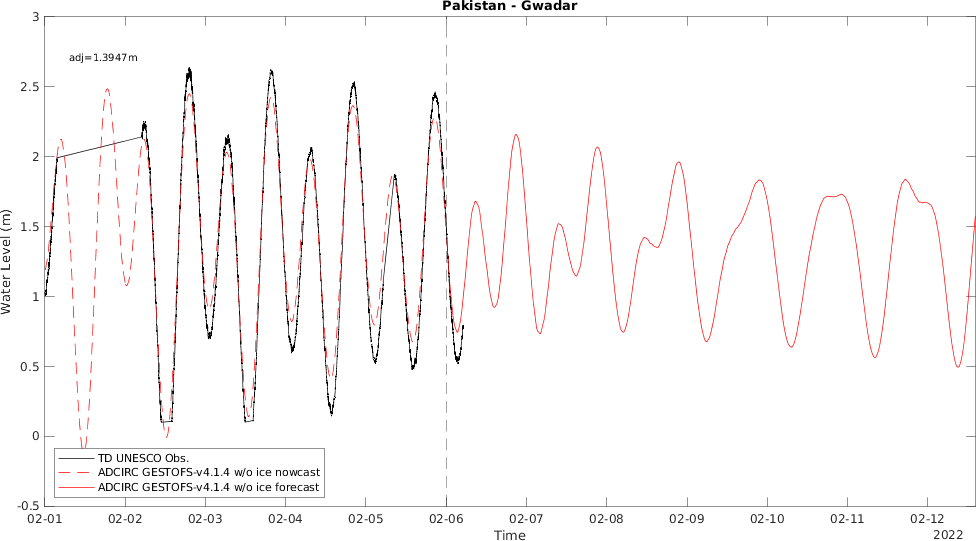 Pakistan - Gwadar
3
adj=1.3947m
2.5
2
1.5
1
0.5
0
-0.5
Water Level (m)
TD UNESCO Obs.
ADCIRC GESTOFS-v4.1.4 w/o ice nowcast
ADCIRC GESTOFS-v4.1.4 w/o ice forecast
02-01 02-02 02-03 02-04 02-05 02-06 02-07 02-08 02-09 02-10 02-11 02-12
Time
2022